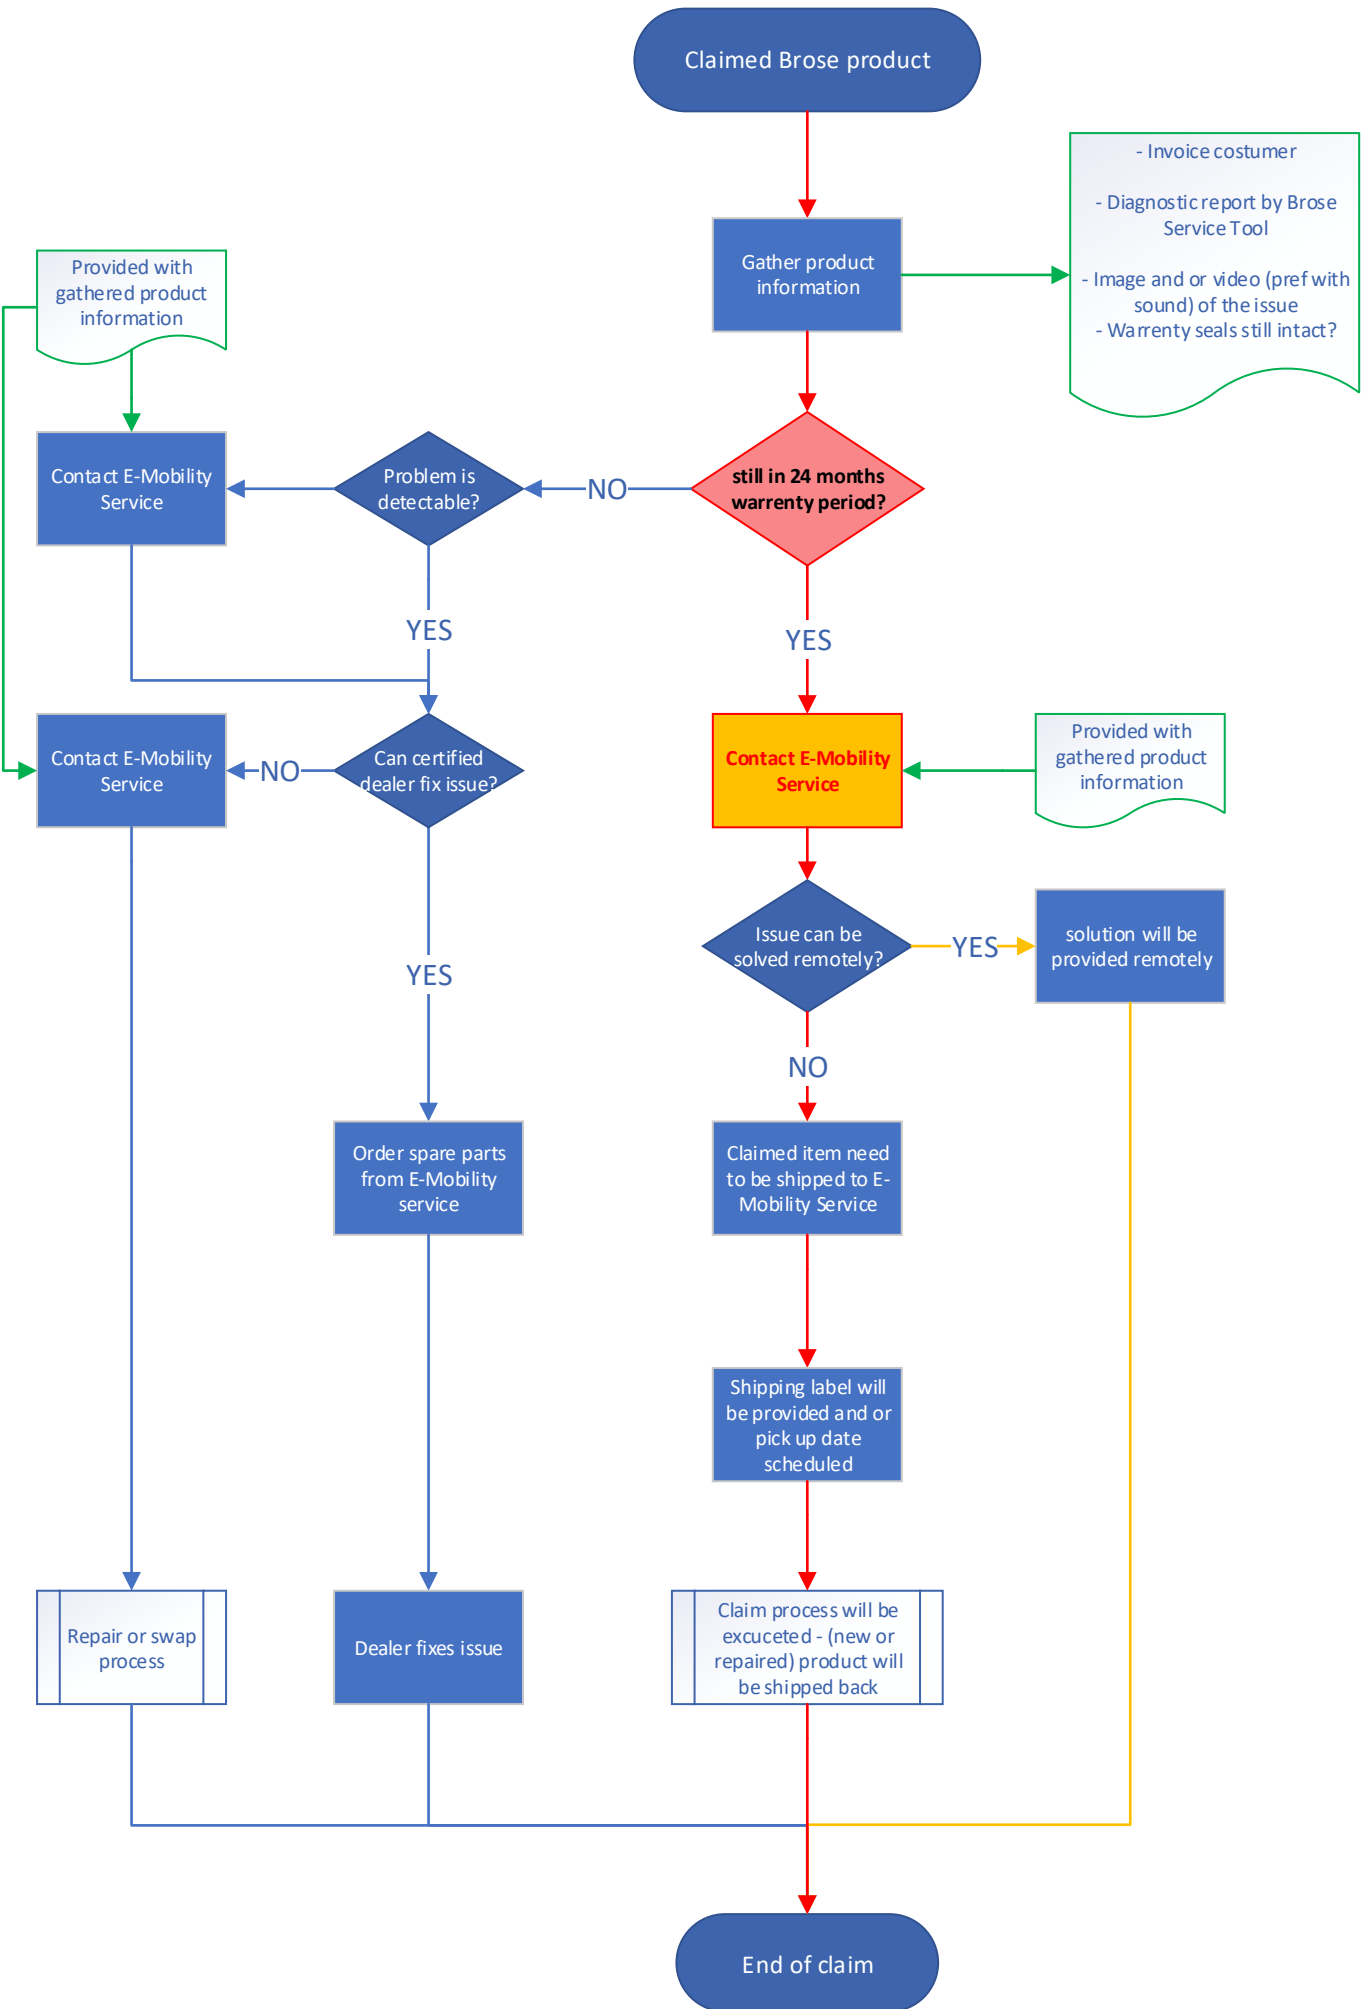 Claimed Brose product
- Invoice costumer
- Diagnostic report by Brose
Service Tool
- Image and or video (pref with
sound) of the issue
- Warrenty seals still intact?
Gather product
information
Provided with
gathered product
information
still in 24 months
warrenty period?
NO
Problem is
detectable?
Contact E-Mobility
Service
YES
YES
Contact E-Mobility
Service
NO
Can certified
dealer fix issue?
Contact E-Mobility
Service
Provided with
gathered product
information
Issue can be
solved remotely?
YES
solution will be
provided remotely
YES
NO
Order spare parts
from E-Mobility
service
Claimed item need
to be shipped to E-
Mobility Service
Shipping label will
be provided and or
pick up date
scheduled
Repair or swap
process
Dealer fixes issue
Claim process will be
excuceted - (new or
repaired) product will
be shipped back
End of claim